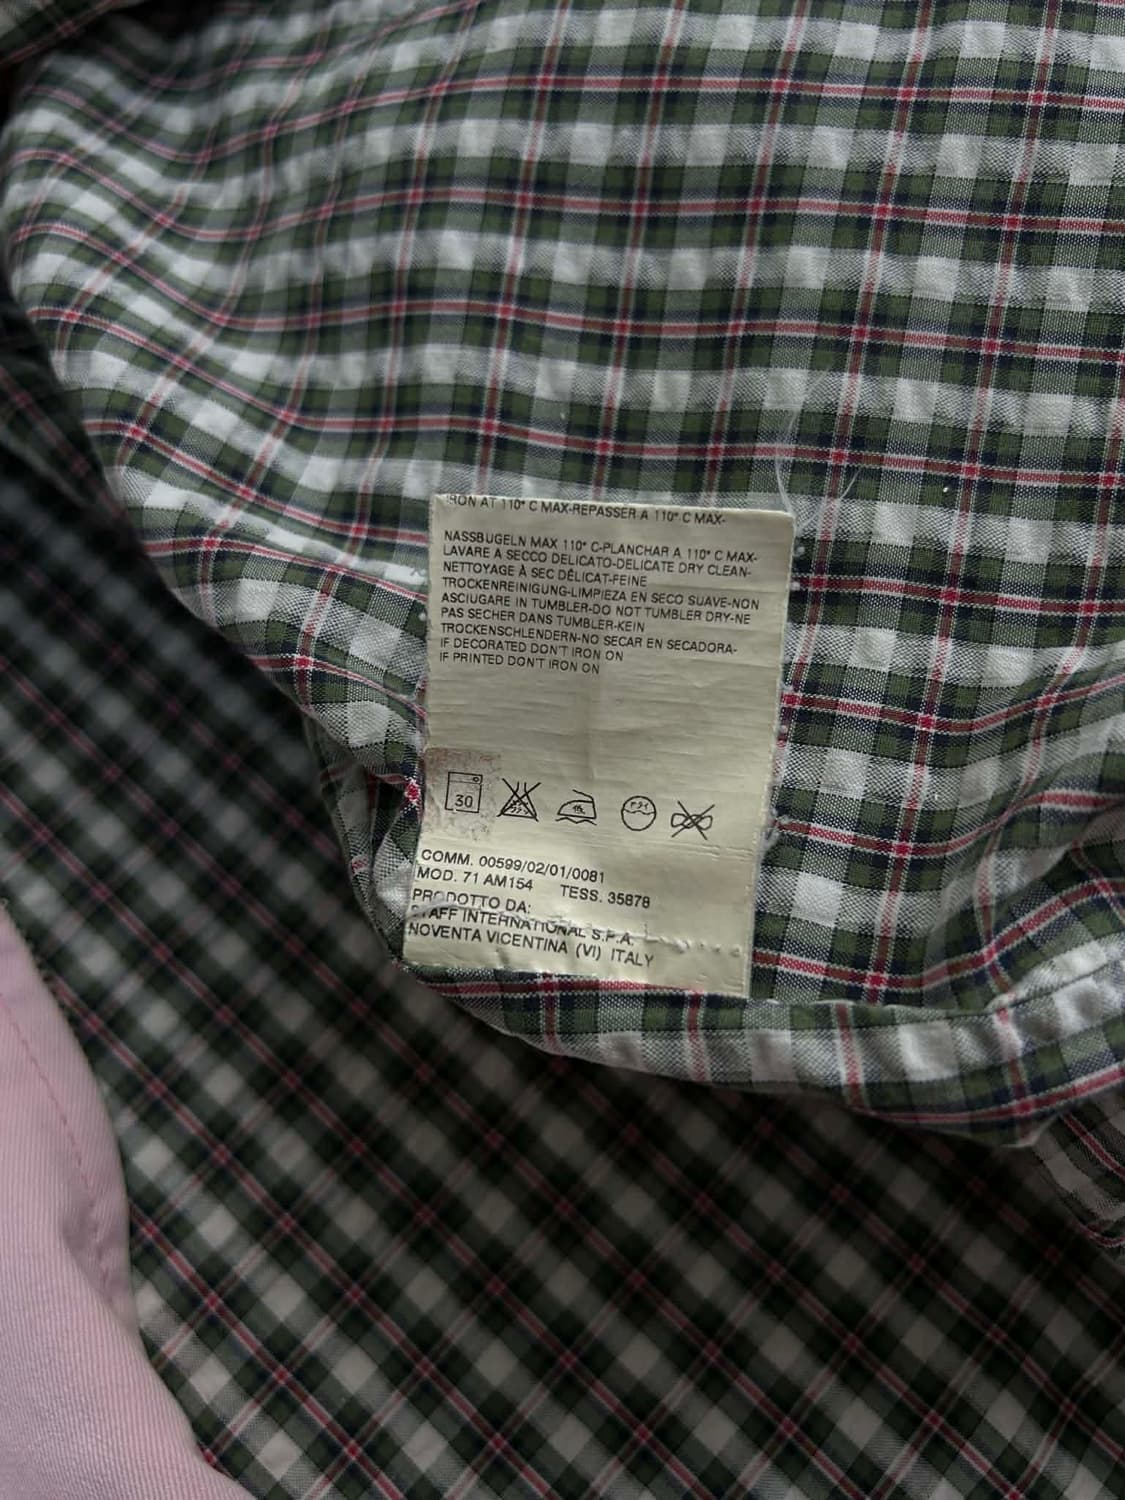 IRON AT 110° C MAX-REPASSER A 110° C MAX-
NASSBUGELN MAX 110° C-PLANCHAR A 110° C MAX-
LAVARE A SECCO DELICATO-DELICATE DRY CLEAN-
NETTOYAGE À SEC DÉLICAT-FEINE
TROCKENREINIGUNG-LIMPIEZA EN SECO SUAVE-NON
ASCIUGARE IN TUMBLER-DO NOT TUMBLER DRY-NE
PAS SECHER DANS TUMBLER-KEIN
TROCKENSCHLENDERN-NO SECAR EN SECADORA-
IF DECORATED DON'T IRON ON
IF PRINTED DON'T IRON ON
30
COMM. 00599/02/01/0081
MOD. 71 AM154 TESS. 35878
PRODOTTO DA:
STAFF INTERNATIONAL S.P.A.
NOVENTA VICENTINA (VI) ITALY